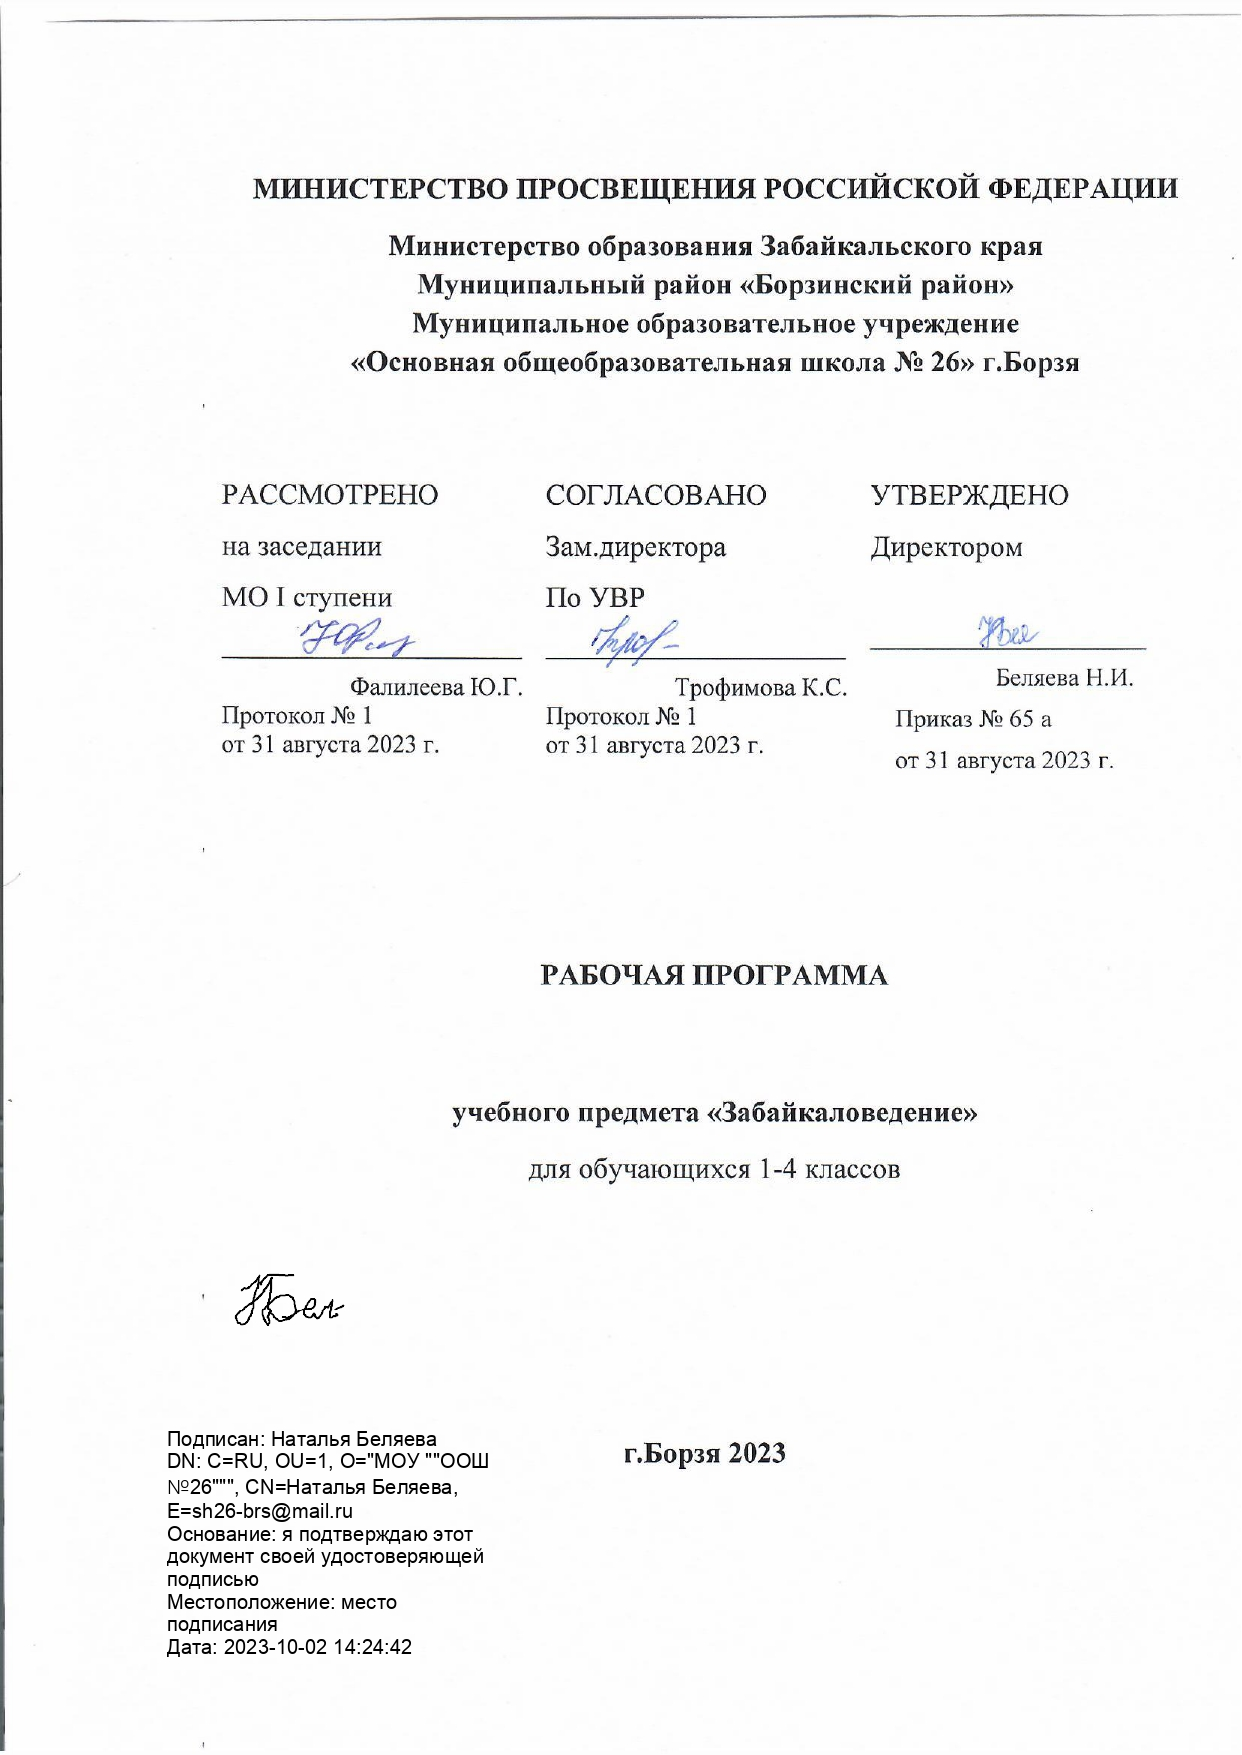 МИНИСТЕРСТВО ПРОСВЕЩЕНИЯ РОССИЙСКОЙ ФЕДЕРАЦИИ
Министерство образования Забайкальского края
Муниципальный район «Борзинский район»
Муниципальное образовательное учреждение
«Основная общеобразовательная школа № 26» г.Борзя
РАССМОТРЕНО
на заседании
МО I ступени
Фалилеева Ю.Г.
Протокол № 1
от 31 августа 2023 г.
СОГЛАСОВАНО
Зам.директора
По УВР
Трофимова К.С.
Протокол № 1
от 31 августа 2023 г.
УТВЕРЖДЕНО
Директором
Беляева Н.И.
Приказ № 65 а
от 31 августа 2023 г.
РАБОЧАЯ ПРОГРАММА
учебного предмета «Забайкаловедение»
для обучающихся 1-4 классов
Подписан: Наталья Беляева
DN: C=RU, OU=1, O="МОУ ""ООШ
№26""", CN=Наталья Беляева,
E=sh26-brs@mail.ru
Основание: я подтверждаю этот
документ своей удостоверяющей
подписью
Местоположение: место
подписания
Дата: 2023-10-02 14:24:42
г.Борзя 2023